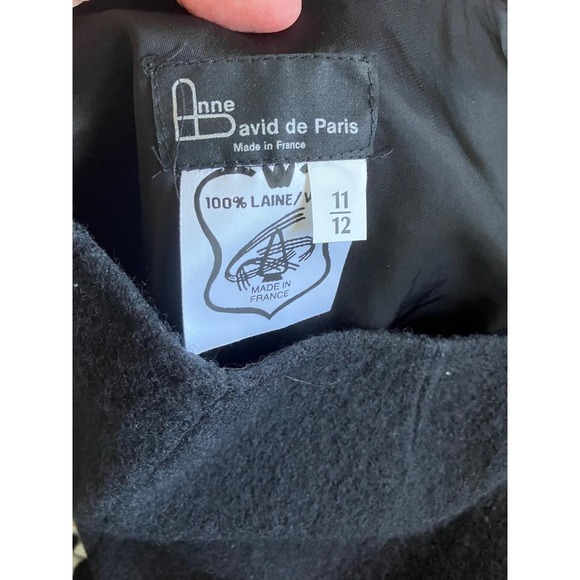 Anne
David de Paris
Made in France
100% LAINE/
11
12
MADE IN
FRANCE